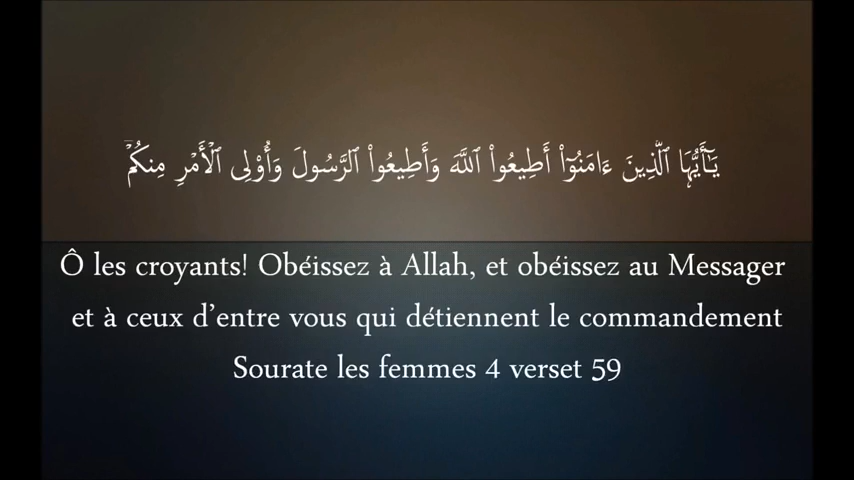 يَـٰٓأَيُّهَا ٱلَّذِينَ ءَامَنُوٓا۟ أَطِيعُوا۟ ٱللَّهَ وَأَطِيعُوا۟ ٱلرَّسُولَ وَأُو۟لِى ٱلْأَمْرِ مِنكُمْ ۖ
Ô les croyants! Obéissez à Allah, et obéissez au Messager
et à ceux d’entre vous qui détiennent le commandement
Sourate les femmes 4 verset 59